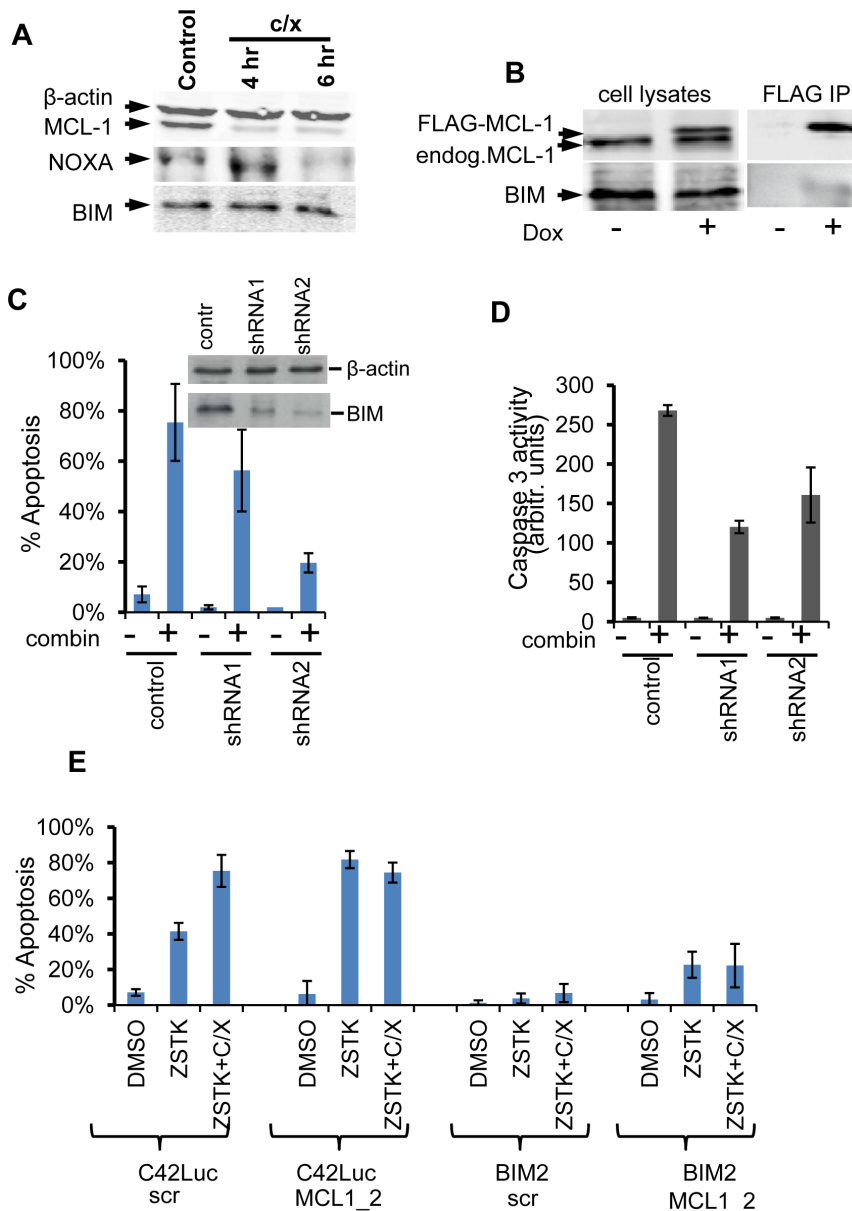 A
Control
c/x
4 hr
6 hr
β-actin
MCL-1
NOXA
BIM
B
cell lysates
FLAG IP
FLAG-MCL-1
endog.MCL-1
BIM
Dox
- + - +
C
contr
shRNA1
shRNA2
β-actin
BIM
% Apoptosis
100%
80%
60%
40%
20%
0%
combin
- + - + - +
control
shRNA1
shRNA2
D
Caspase 3 activity
(arbitr. units)
300
250
200
150
100
50
0
combin
- + - + - +
control
shRNA1
shRNA2
E
% Apoptosis
100%
80%
60%
40%
20%
0%
DMSO
ZSTK
ZSTK+C/X
DMSO
ZSTK
ZSTK+C/X
DMSO
ZSTK
ZSTK+C/X
DMSO
ZSTK
ZSTK+C/X
C42Luc
scr
C42Luc
MCL1_2
BIM2
scr
BIM2
MCL1_2